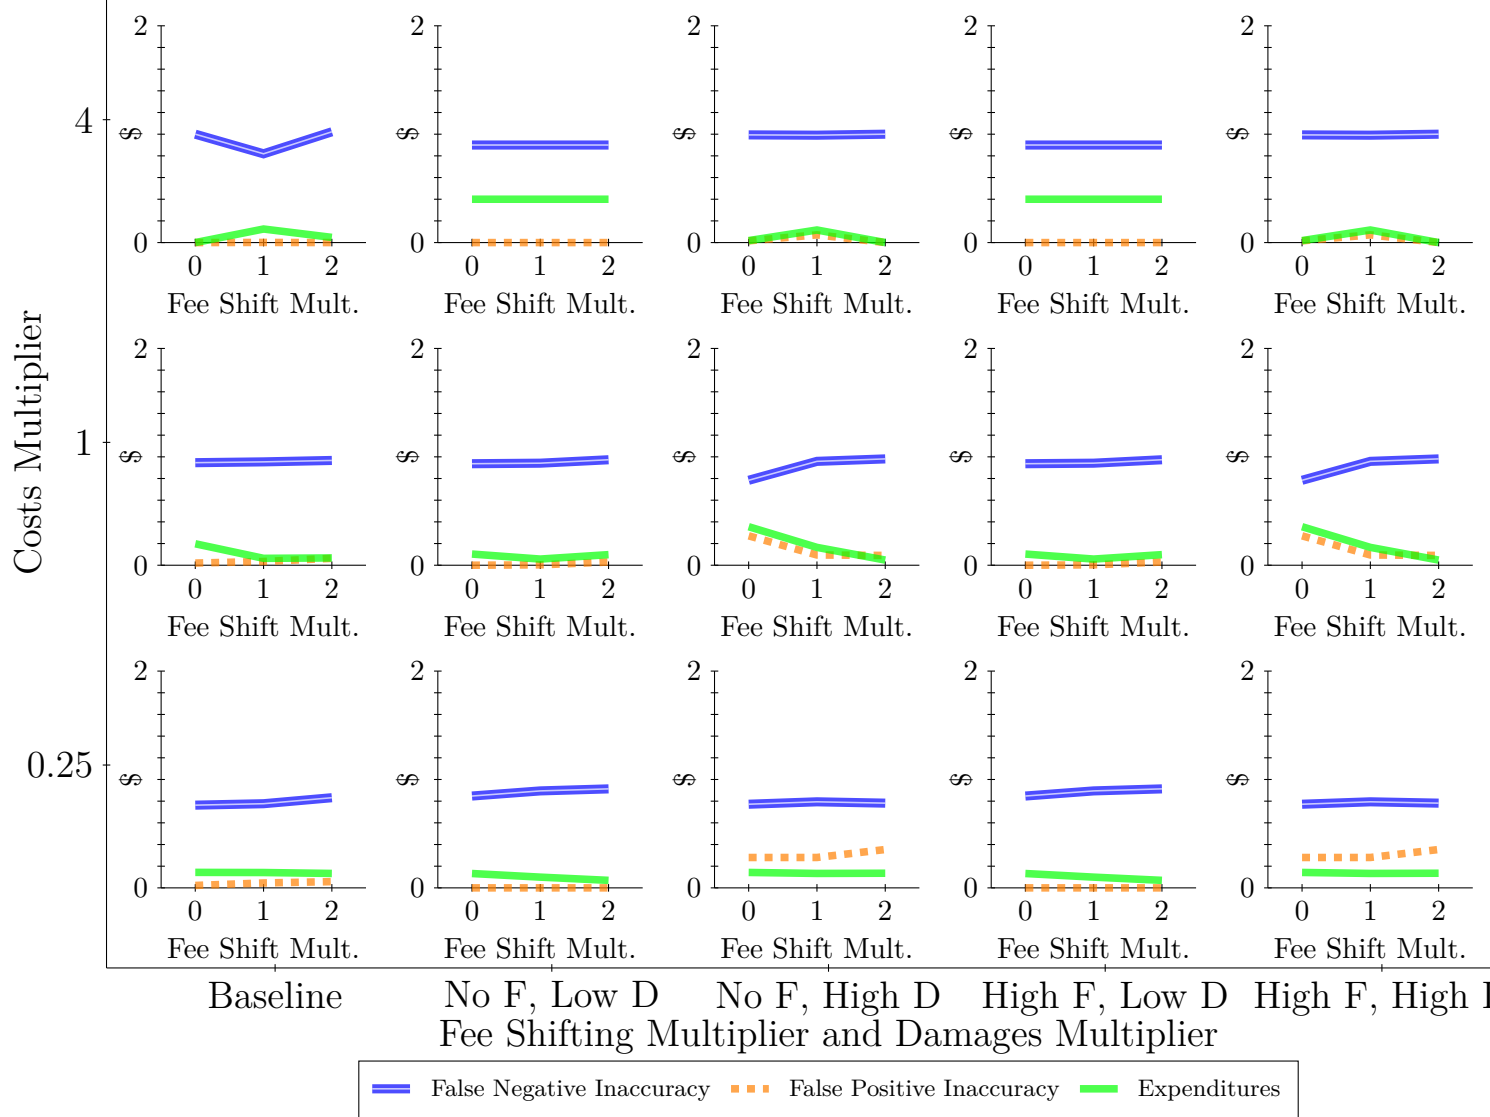 2
2
2
2
2
4
$
$
$
$
$
0
0
0
0
0
0 1 2
0 1 2
0 1 2
0 1 2
0 1 2
Fee Shift Mult.
Fee Shift Mult.
Fee Shift Mult.
Fee Shift Mult.
Fee Shift Mult.
Costs Multiplier
2
2
2
2
2
1
$
$
$
$
$
0
0
0
0
0
0 1 2
0 1 2
0 1 2
0 1 2
0 1 2
Fee Shift Mult.
Fee Shift Mult.
Fee Shift Mult.
Fee Shift Mult.
Fee Shift Mult.
2
2
2
2
2
0.25
$
$
$
$
$
0
0
0
0
0
0 1 2
0 1 2
0 1 2
0 1 2
0 1 2
Fee Shift Mult.
Fee Shift Mult.
Fee Shift Mult.
Fee Shift Mult.
Fee Shift Mult.
Baseline
No F, Low D
No F, High D
High F, Low D
High F, High
Fee Shifting Multiplier and Damages Multiplier
False Negative Inaccuracy
False Positive Inaccuracy
Expenditures